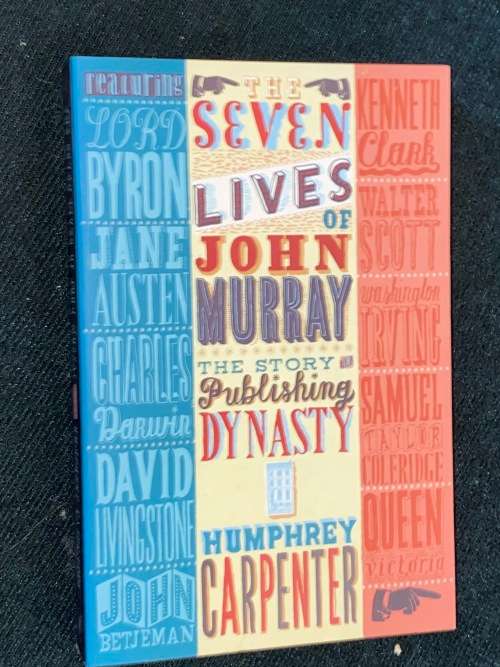 featuring
LORD
BYRON
JANE
AUSTEN
CHARLES
Darwin
DAVID
LIVINGSTONE
JOHN
BETJEMAN
THE
SEVEN
LIVES
OF
JOHN
MURRAY
THE STORY OF A
Publishing
DYNASTY
HUMPHREY
CARPENTER
KENNETH
Clark
WALTER
SCOTT
Washington
IRVING
SAMUEL
TAYLOR
COLERIDGE
QUEEN
Victoria